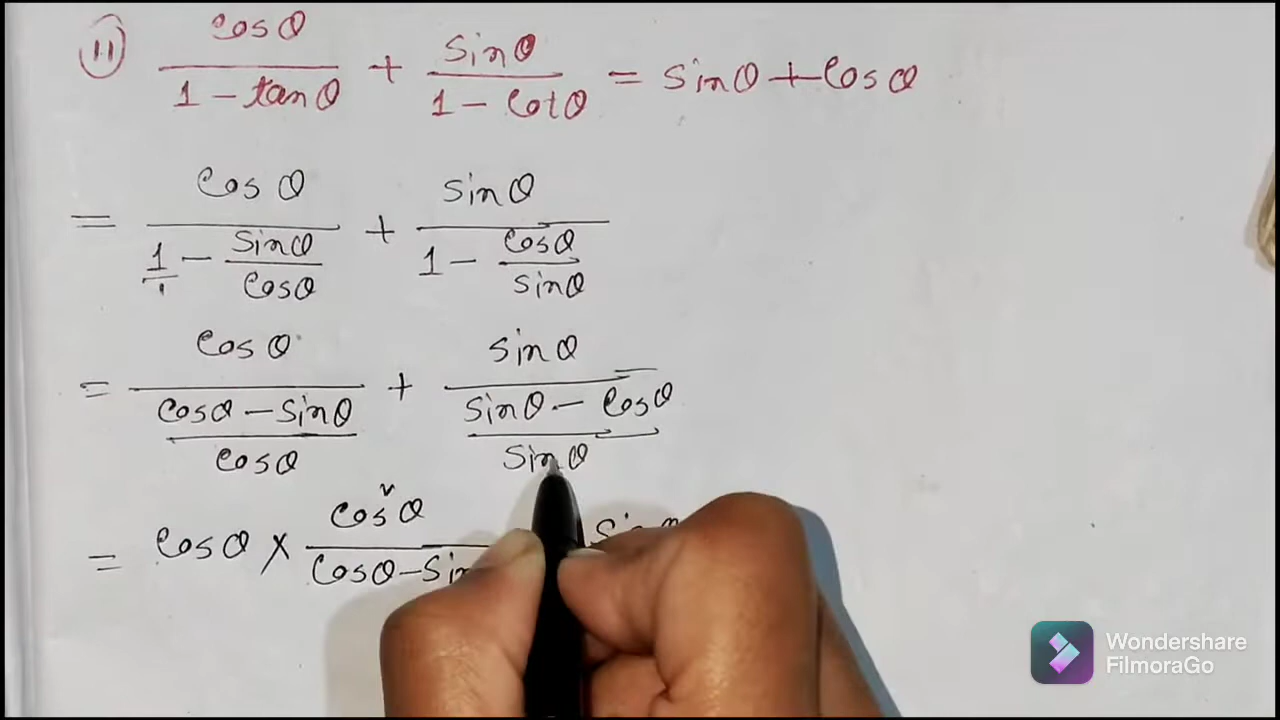 (11) cosθ/(1 - tanθ) + sinθ/(1 - cotθ) = sinθ + cosθ
= cosθ/(1/1 - sinθ/cosθ) + sinθ/(1 - cosθ/sinθ)
= cosθ/((cosθ - sinθ)/cosθ) + sinθ/((sinθ - cosθ)/sinθ)
= cosθ × cos²θ/(cosθ - sin
Wondershare
FilmoraGo